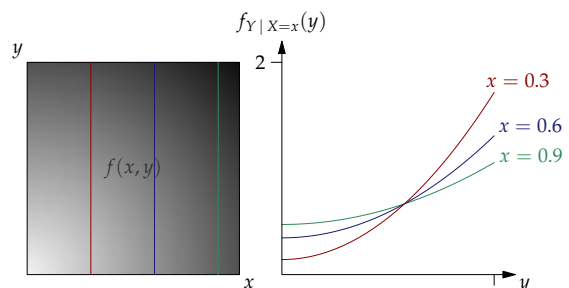 y
f(x, y)
x
f_{Y | X=x}(y)
2
x = 0.3
x = 0.6
x = 0.9
y